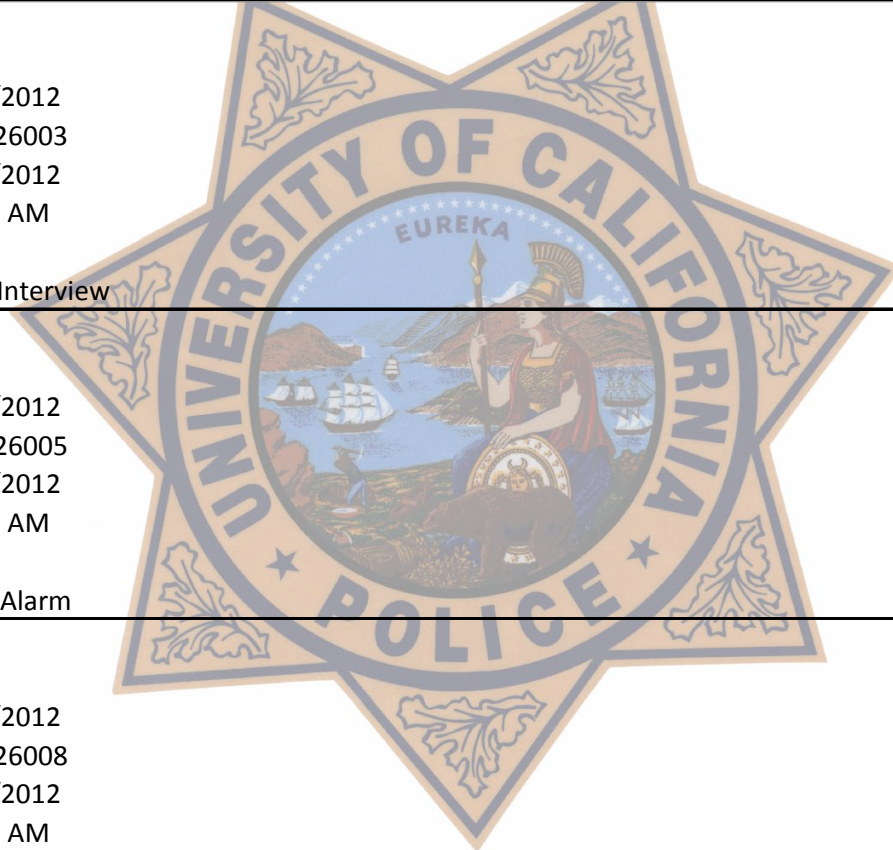 /2012
26003
/2012
AM
Interview
/2012
26005
/2012
AM
Alarm
/2012
26008
/2012
AM
UNIVERSITY OF CALIFORNIA
EUREKA
POLICE